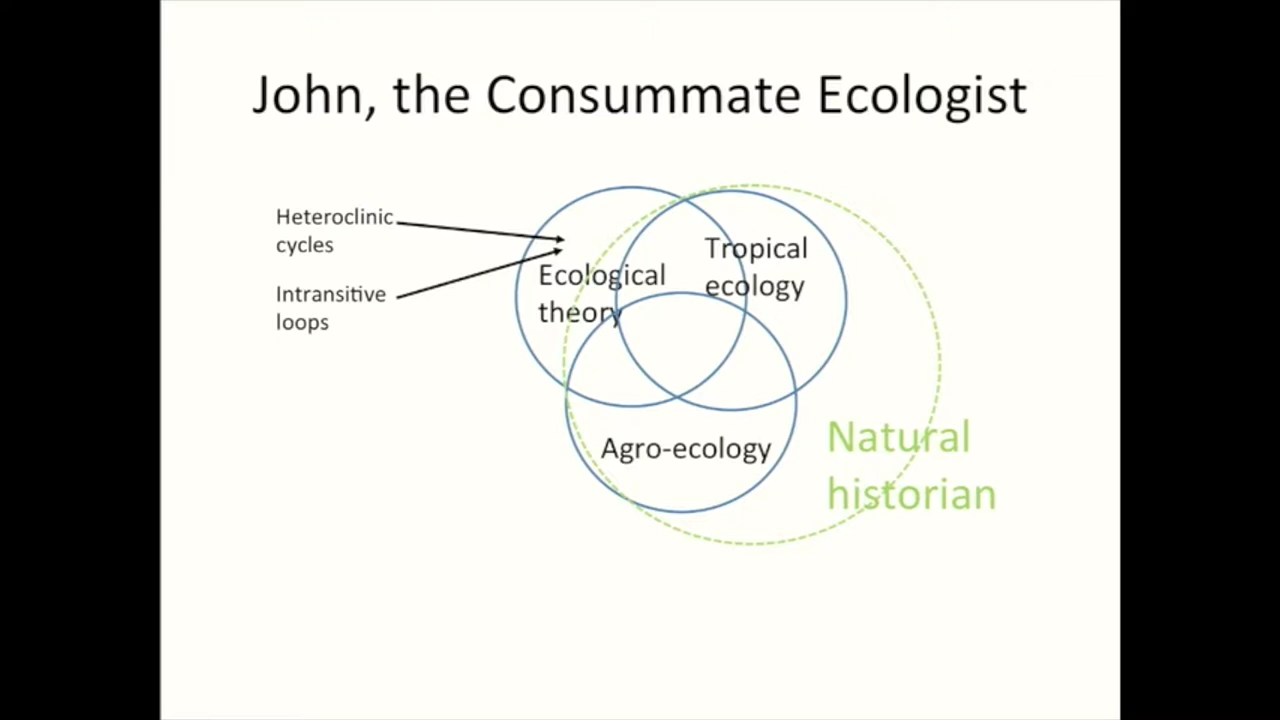 John, the Consummate Ecologist
Heteroclinic
cycles
Intransitive
loops
Ecological
theory
Tropical
ecology
Agro-ecology
Natural
historian